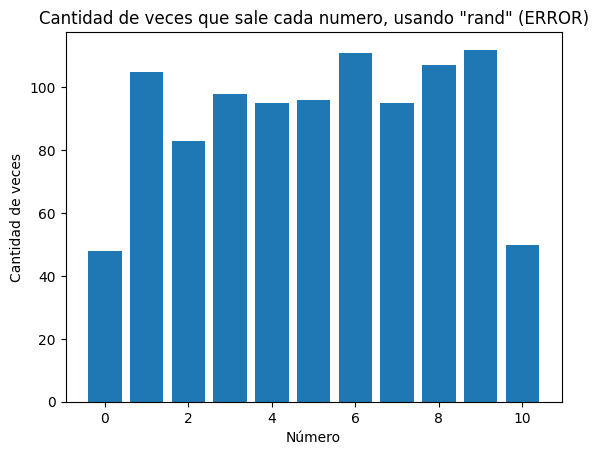 Cantidad de veces que sale cada numero, usando "rand" (ERROR)
Cantidad de veces
100
80
60
40
20
0
0 2 4 6 8 10
Número